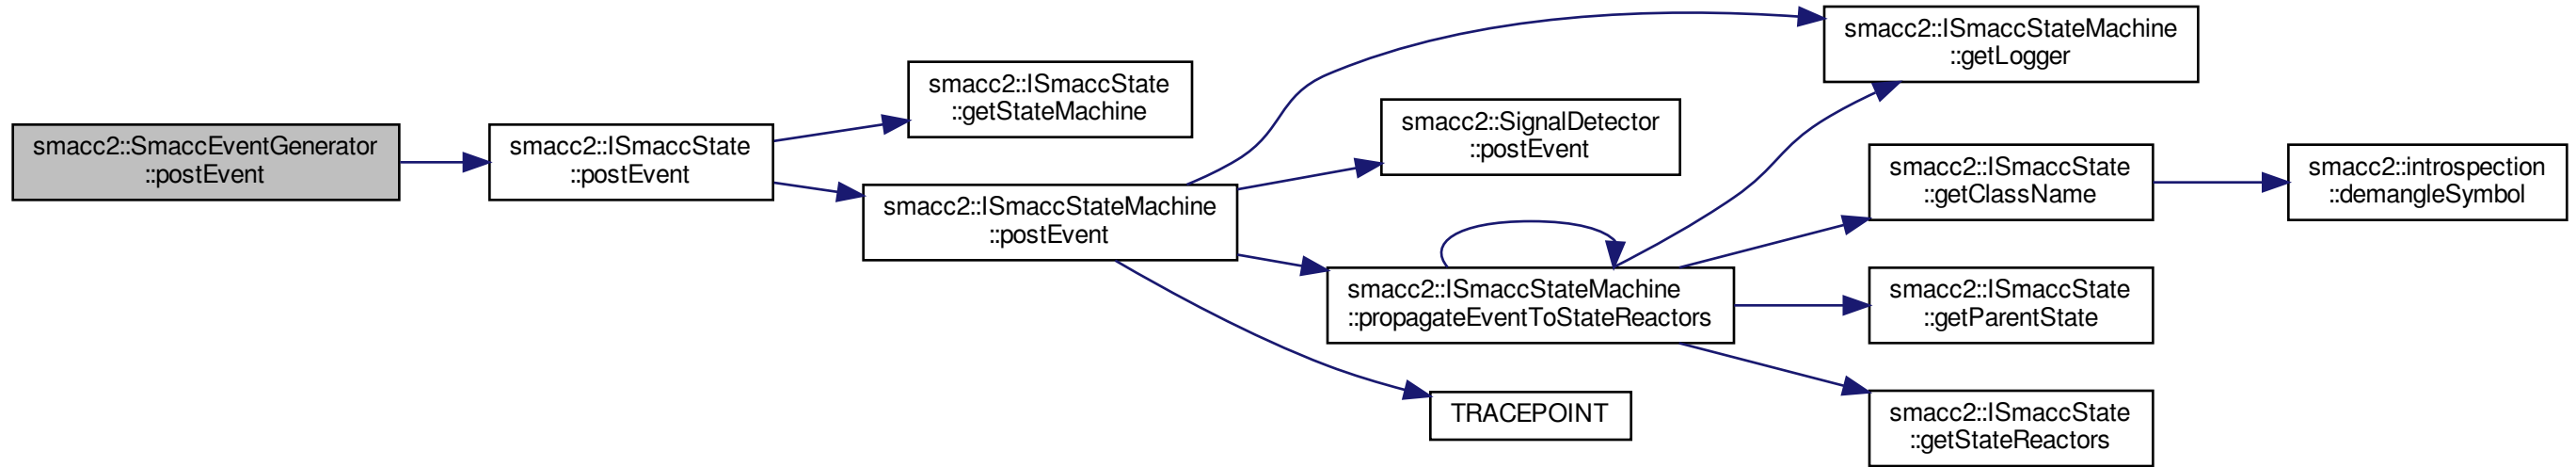 smacc2::SmaccEventGenerator
::postEvent
smacc2::ISmaccState
::postEvent
smacc2::ISmaccState
::getStateMachine
smacc2::ISmaccStateMachine
::postEvent
smacc2::ISmaccStateMachine
::getLogger
smacc2::SignalDetector
::postEvent
smacc2::ISmaccStateMachine
::propagateEventToStateReactors
TRACEPOINT
smacc2::ISmaccState
::getClassName
smacc2::ISmaccState
::getParentState
smacc2::ISmaccState
::getStateReactors
smacc2::introspection
::demangleSymbol